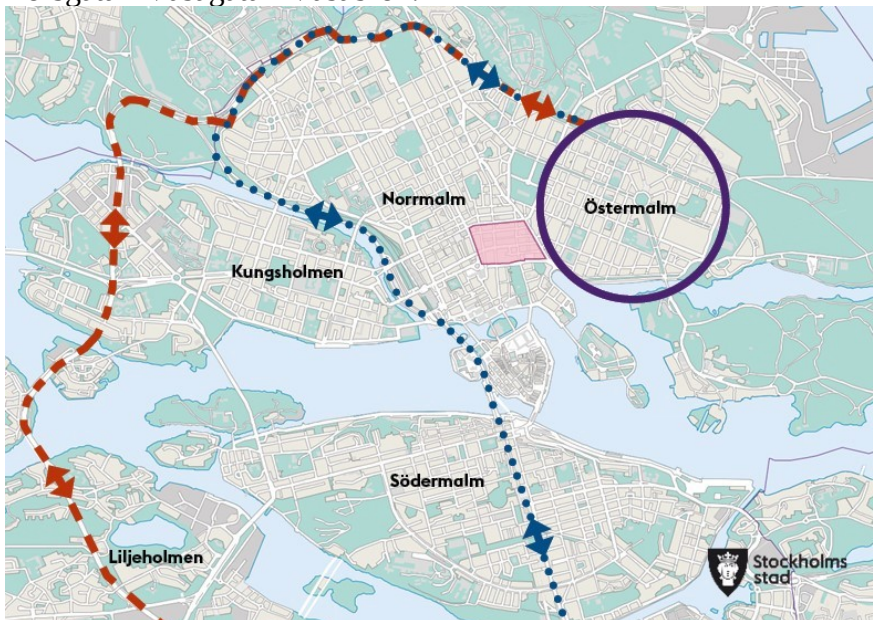 Norrmalm
Östermalm
Kungsholmen
Södermalm
Liljeholmen
Stockholms
stad